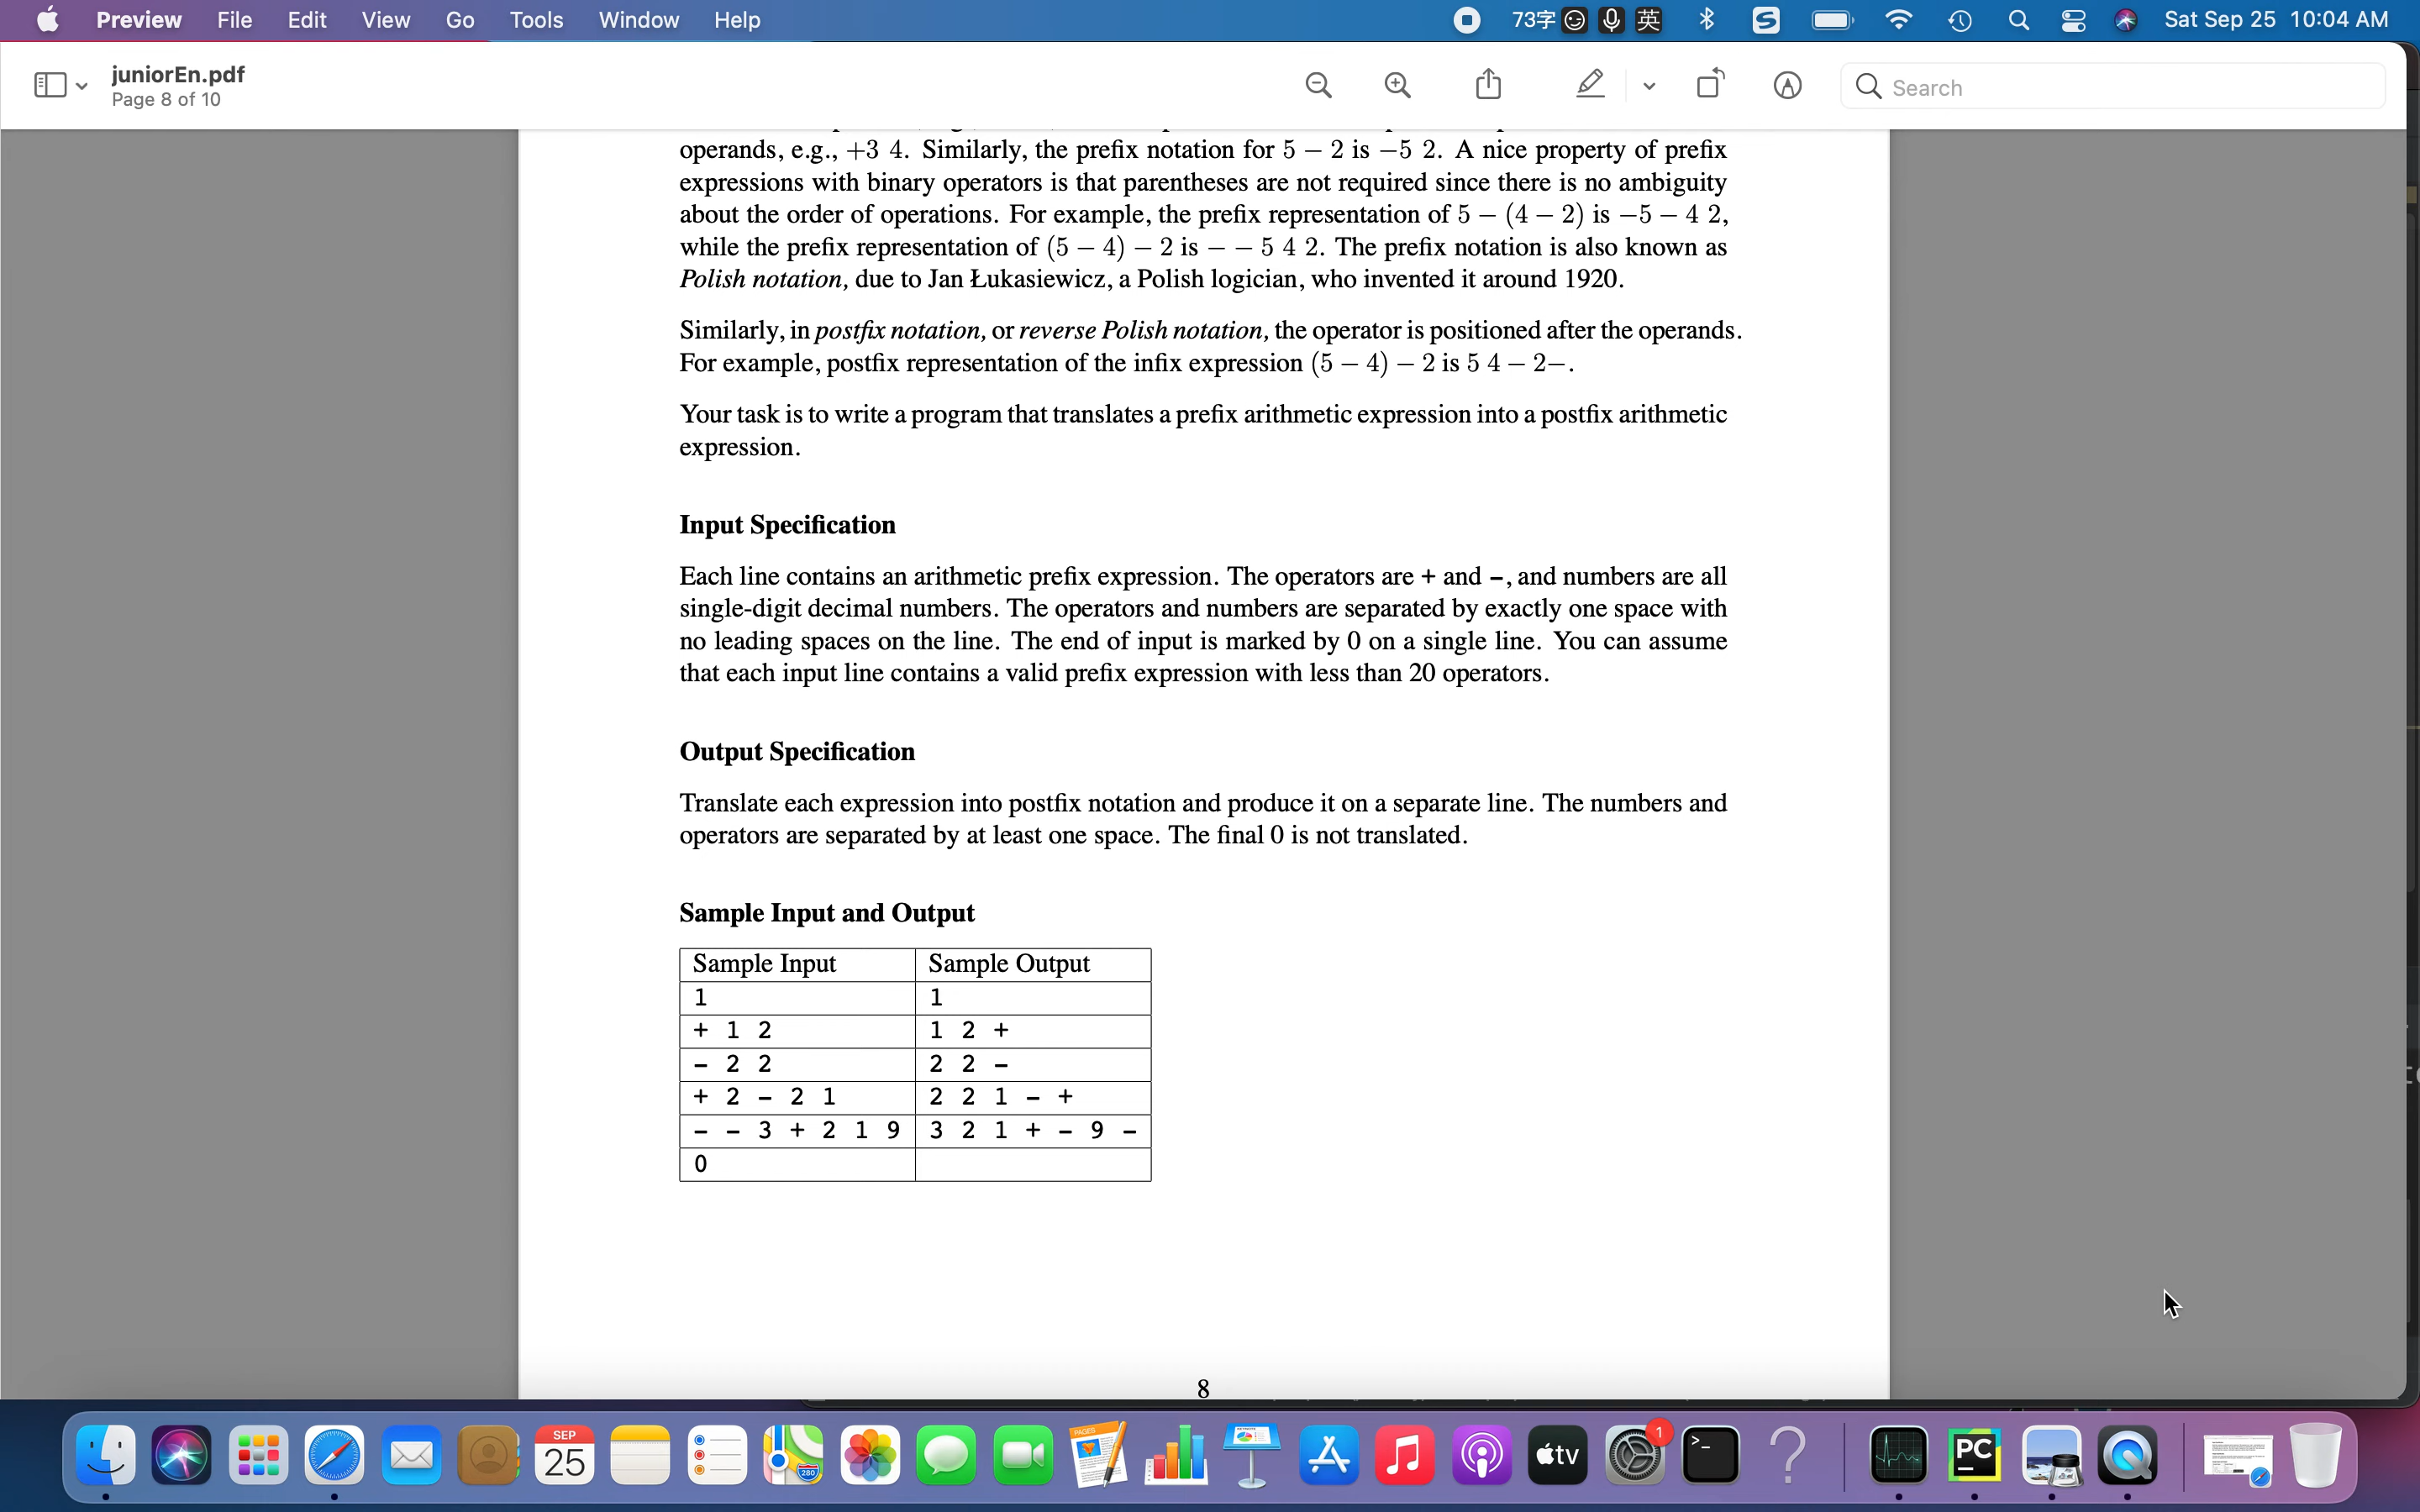 Preview File Edit View Go Tools Window Help 73字 英 Sat Sep 25 10:04 AM
juniorEn.pdf
Page 8 of 10
Search
operands, e.g., +3 4. Similarly, the prefix notation for 5 − 2 is −5 2. A nice property of prefix
expressions with binary operators is that parentheses are not required since there is no ambiguity
about the order of operations. For example, the prefix representation of 5 − (4 − 2) is −5 − 4 2,
while the prefix representation of (5 − 4) − 2 is − − 5 4 2. The prefix notation is also known as
Polish notation, due to Jan Łukasiewicz, a Polish logician, who invented it around 1920.
Similarly, in postfix notation, or reverse Polish notation, the operator is positioned after the operands.
For example, postfix representation of the infix expression (5 − 4) − 2 is 5 4 − 2−.
Your task is to write a program that translates a prefix arithmetic expression into a postfix arithmetic
expression.
Input Specification
Each line contains an arithmetic prefix expression. The operators are + and −, and numbers are all
single-digit decimal numbers. The operators and numbers are separated by exactly one space with
no leading spaces on the line. The end of input is marked by 0 on a single line. You can assume
that each input line contains a valid prefix expression with less than 20 operators.
Output Specification
Translate each expression into postfix notation and produce it on a separate line. The numbers and
operators are separated by at least one space. The final 0 is not translated.
Sample Input and Output
Sample Input Sample Output
1 1
+ 1 2 1 2 +
- 2 2 2 2 -
+ 2 - 2 1 2 2 1 - +
- - 3 + 2 1 9 3 2 1 + - 9 -
0
8
SEP
25
PAGES
280
tv
1
>_
PC